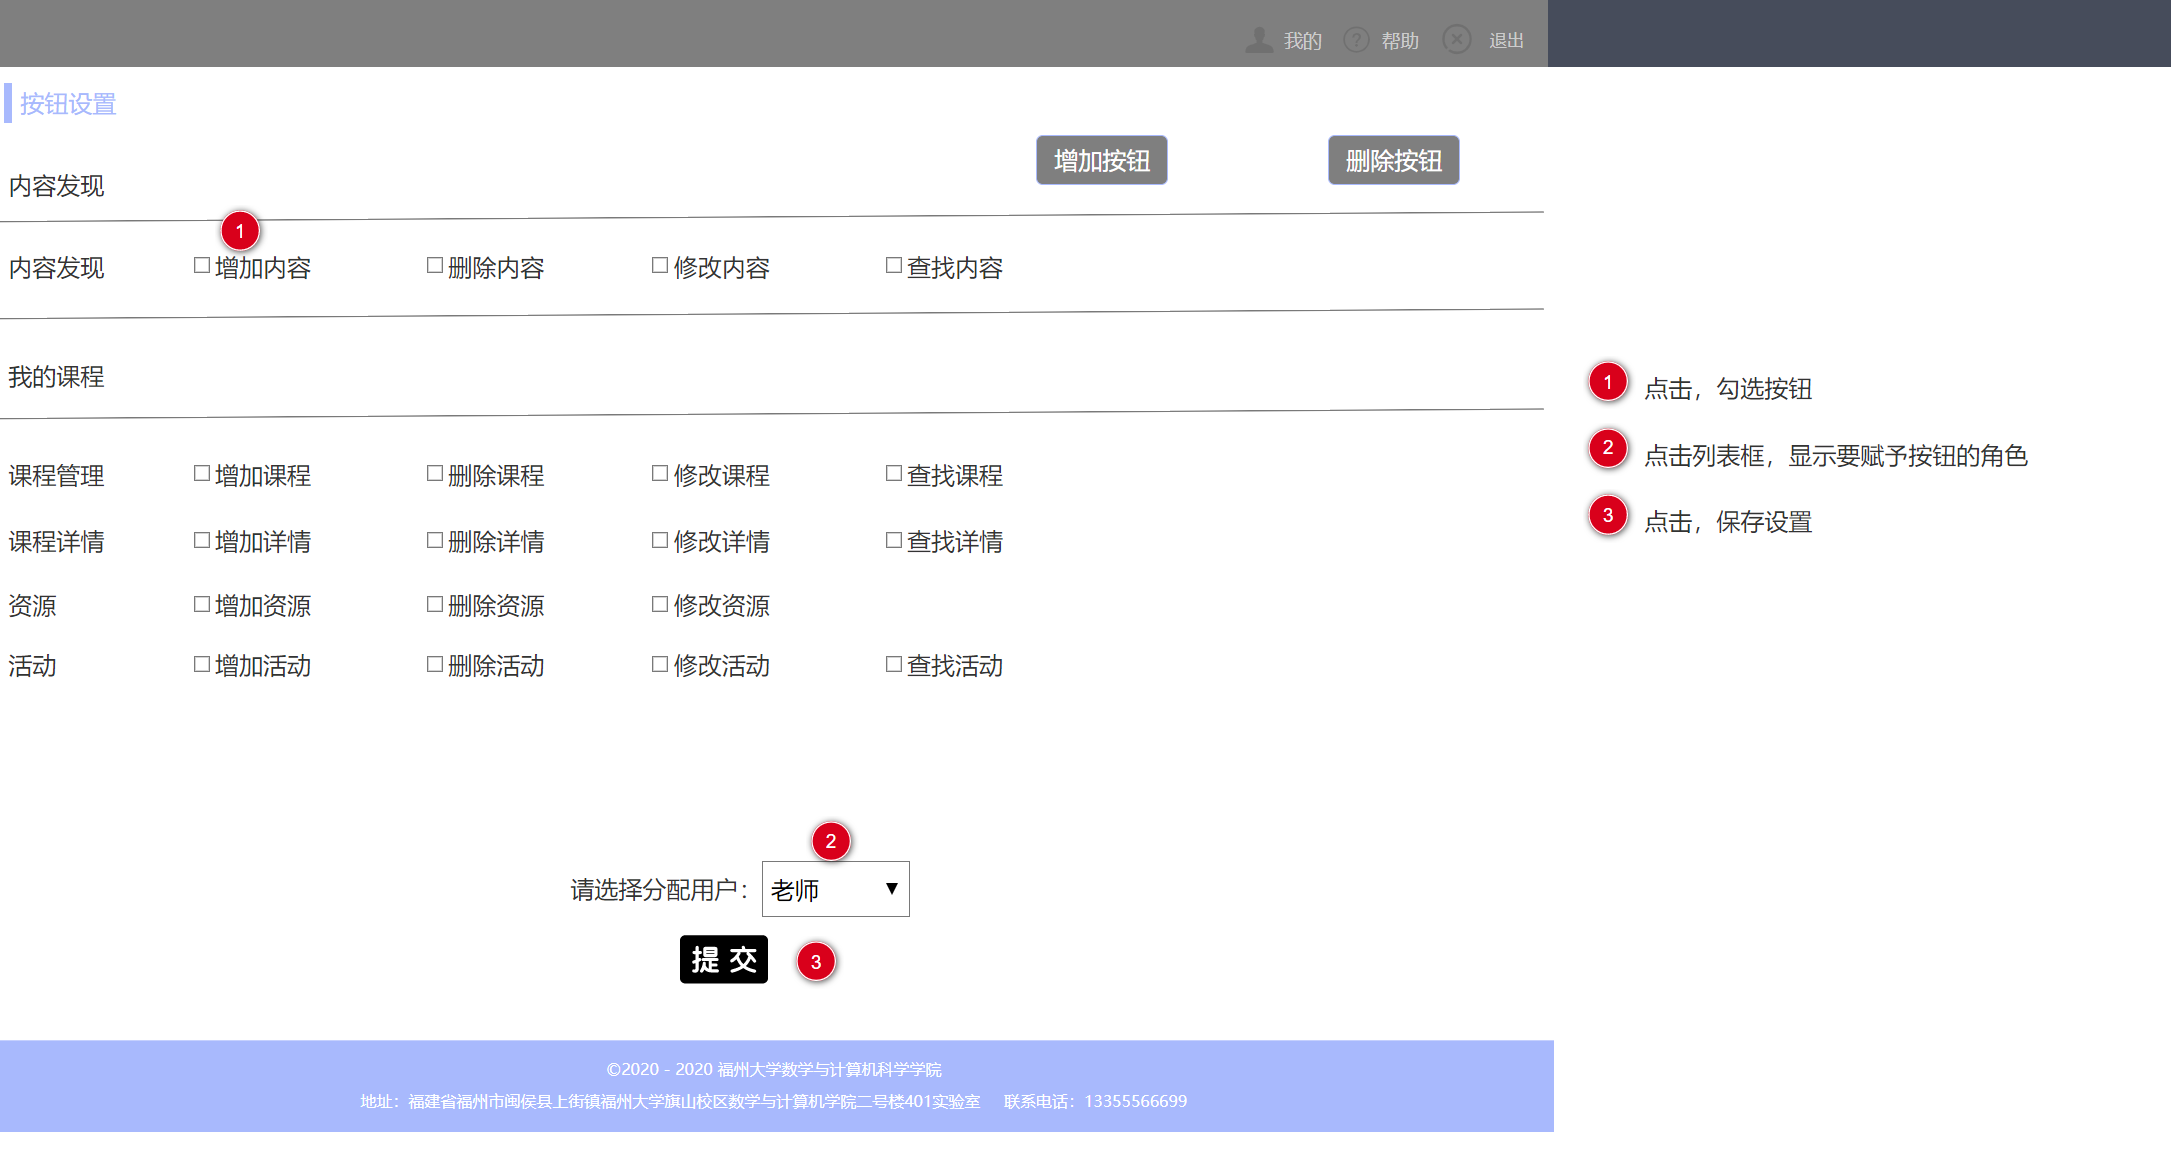 我的 帮助 退出
按钮设置
增加按钮 删除按钮
内容发现
1
内容发现 增加内容 删除内容 修改内容 查找内容
我的课程
课程管理 增加课程 删除课程 修改课程 查找课程
课程详情 增加详情 删除详情 修改详情 查找详情
资源 增加资源 删除资源 修改资源
活动 增加活动 删除活动 修改活动 查找活动
2
请选择分配用户： 老师
提 交 3
©2020 - 2020 福州大学数学与计算机科学学院
地址：福建省福州市闽侯县上街镇福州大学旗山校区数学与计算机学院二号楼401实验室 联系电话：13355566699
1 点击，勾选按钮
2 点击列表框，显示要赋予按钮的角色
3 点击，保存设置